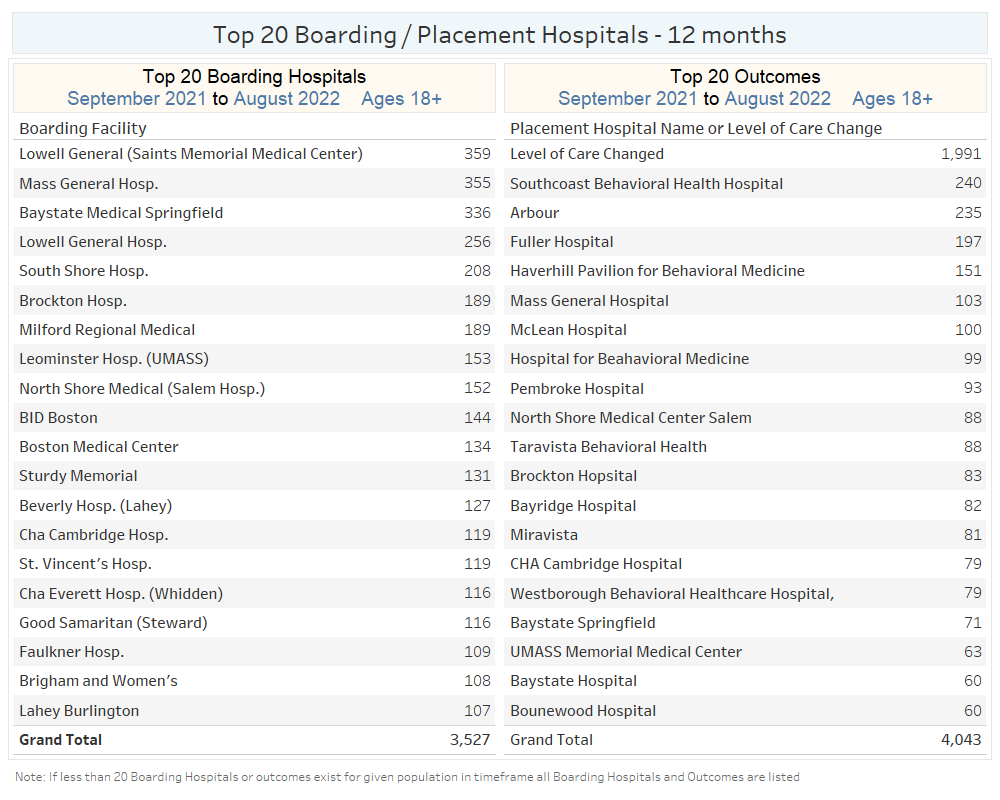 Top 20 Boarding / Placement Hospitals - 12 months
Top 20 Boarding Hospitals
September 2021 to August 2022 Ages 18+
Boarding Facility
Lowell General (Saints Memorial Medical Center) 359
Mass General Hosp. 355
Baystate Medical Springfield 336
Lowell General Hosp. 256
South Shore Hosp. 208
Brockton Hosp. 189
Milford Regional Medical 189
Leominster Hosp. (UMASS) 153
North Shore Medical (Salem Hosp.) 152
BID Boston 144
Boston Medical Center 134
Sturdy Memorial 131
Beverly Hosp. (Lahey) 127
Cha Cambridge Hosp. 119
St. Vincent's Hosp. 119
Cha Everett Hosp. (Whidden) 116
Good Samaritan (Steward) 116
Faulkner Hosp. 109
Brigham and Women's 108
Lahey Burlington 107
Grand Total 3,527
Top 20 Outcomes
September 2021 to August 2022 Ages 18+
Placement Hospital Name or Level of Care Change
Level of Care Changed 1,991
Southcoast Behavioral Health Hospital 240
Arbour 235
Fuller Hospital 197
Haverhill Pavilion for Behavioral Medicine 151
Mass General Hospital 103
McLean Hospital 100
Hospital for Beahavioral Medicine 99
Pembroke Hospital 93
North Shore Medical Center Salem 88
Taravista Behavioral Health 88
Brockton Hopsital 83
Bayridge Hospital 82
Miravista 81
CHA Cambridge Hospital 79
Westborough Behavioral Healthcare Hospital, 79
Baystate Springfield 71
UMASS Memorial Medical Center 63
Baystate Hospital 60
Bounewood Hospital 60
Grand Total 4,043
Note: If less than 20 Boarding Hospitals or outcomes exist for given population in timeframe all Boarding Hospitals and Outcomes are listed